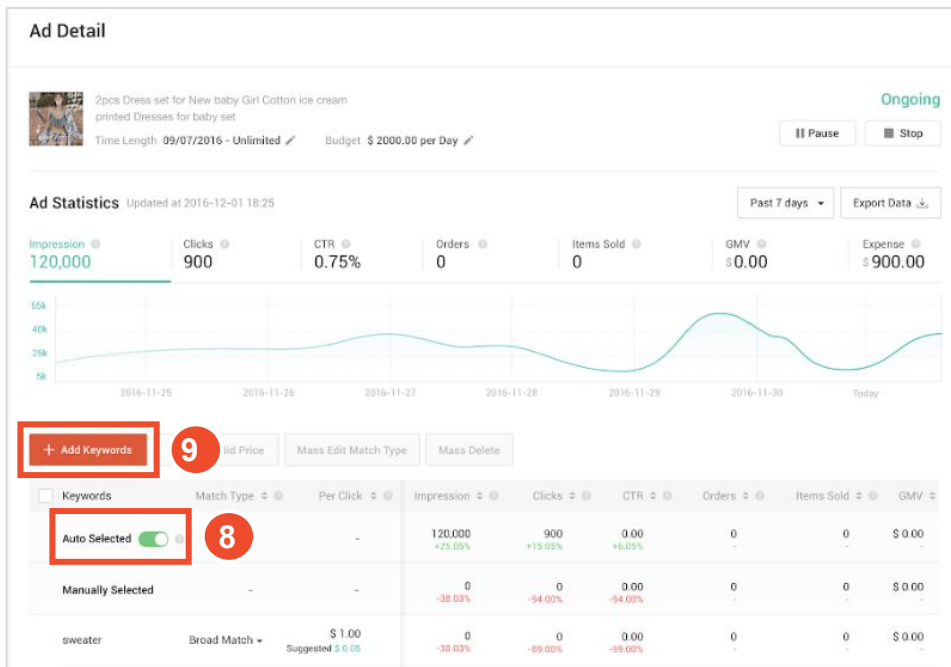 Ad Detail
2pcs Dress set for New baby Girl Cotton ice cream
printed Dresses for baby set
Time Length 09/07/2016 - Unlimited Budget $ 2000.00 per Day
Ongoing
Pause Stop
Ad Statistics Updated at 2016-12-01 18:25 Past 7 days Export Data
Impression Clicks CTR Orders Items Sold GMV Expense
120,000 900 0.75% 0 0 $0.00 $900.00
55k
40k
25k
5k
2016-11-25 2016-11-26 2016-11-27 2016-11-28 2016-11-29 2016-11-30 Today
+ Add Keywords 9 Price Mass Edit Match Type Mass Delete
Keywords Match Type Per Click Impression Clicks CTR Orders Items Sold GMV
Auto Selected 8 - 120,000 900 0.00 0 0 $ 0.00
+25.05% +15.05% +6.05% - -
Manually Selected - - 0 0 0.00 0 0 $ 0.00
-38.03% -94.00% -94.00% - -
sweater Broad Match $ 1.00 0 0 0.00 0 0 $ 0.00
Suggested $ 0.05 -38.03% -89.00% -99.00% - -